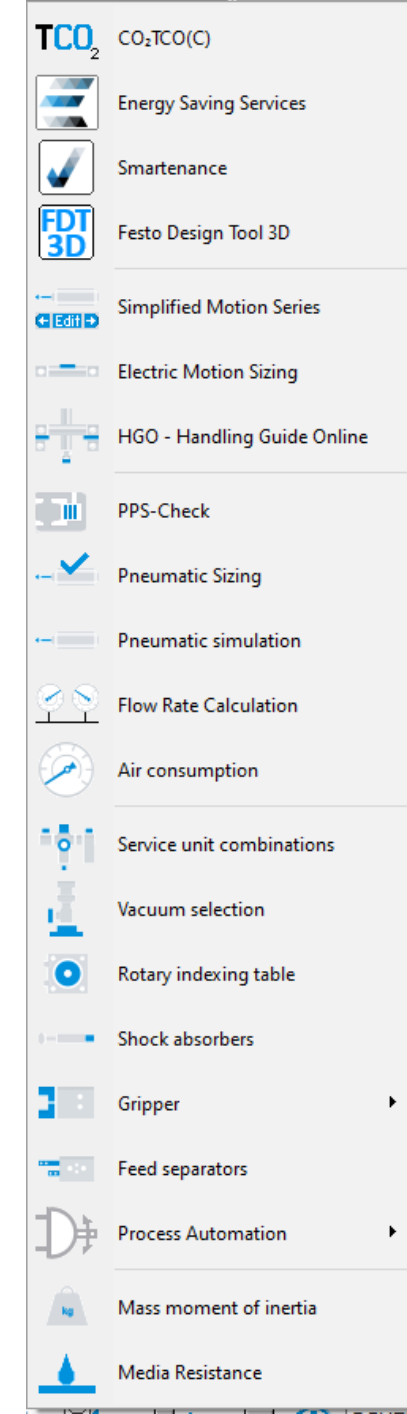 TCO2 CO₂TCO(C)
Energy Saving Services
Smartenance
FDT
3D Festo Design Tool 3D
Simplified Motion Series
Edit
Electric Motion Sizing
HGO - Handling Guide Online
PPS-Check
Pneumatic Sizing
Pneumatic simulation
Flow Rate Calculation
Air consumption
Service unit combinations
Vacuum selection
Rotary indexing table
Shock absorbers
Gripper
Feed separators
Process Automation
kg Mass moment of inertia
Media Resistance